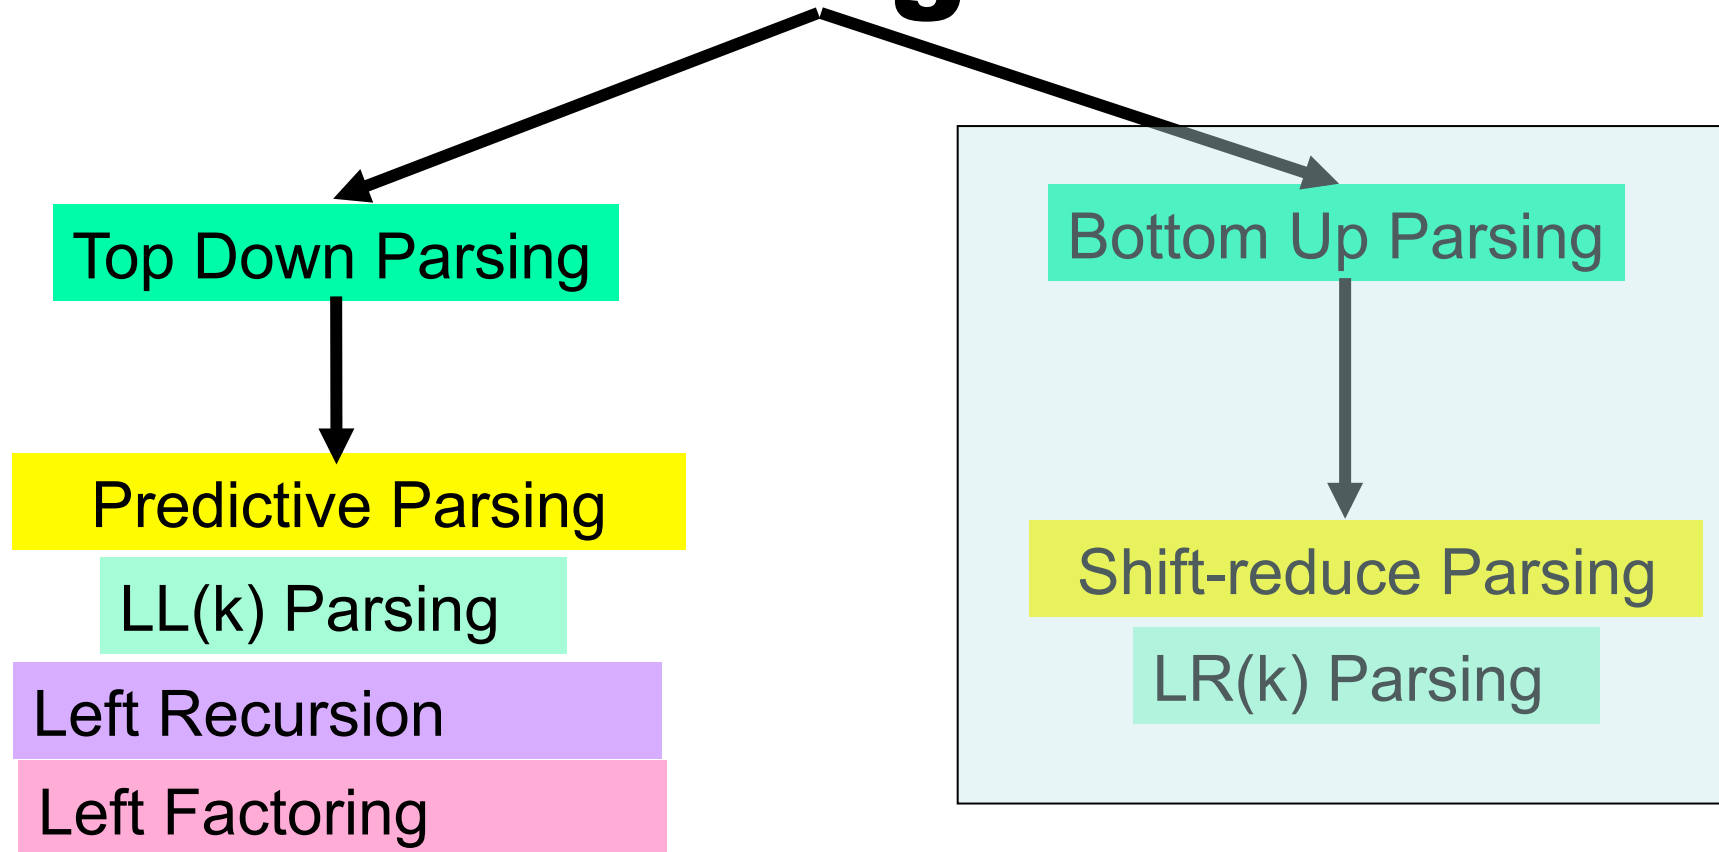 Top Down Parsing
Predictive Parsing
LL(k) Parsing
Left Recursion
Left Factoring
Bottom Up Parsing
Shift-reduce Parsing
LR(k) Parsing